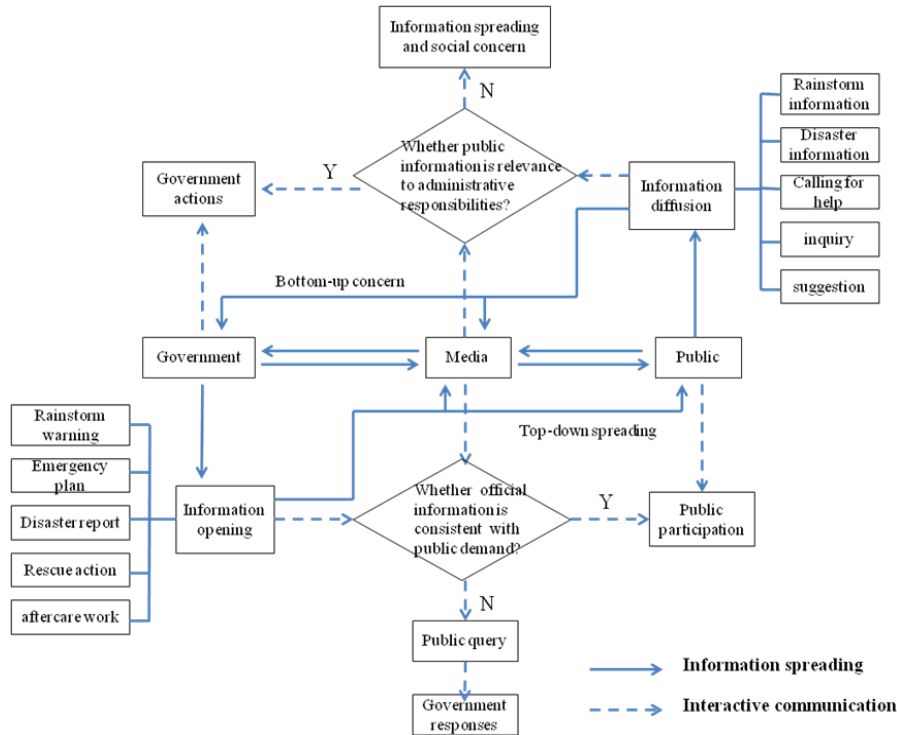 Information spreading
and social concern
N
Rainstorm
information
Whether public
information is relevance
to administrative
responsibilities?
Y
Disaster
information
Government
actions
Information
diffusion
Calling for
help
inquiry
Bottom-up concern
suggestion
Government
Media
Public
Rainstorm
warning
Top-down spreading
Emergency
plan
Whether official
information is
consistent with
public demand?
Y
Information
opening
Public
participation
Disaster report
Rescue action
aftercare work
N
Public query
Information spreading
Government
responses
Interactive communication